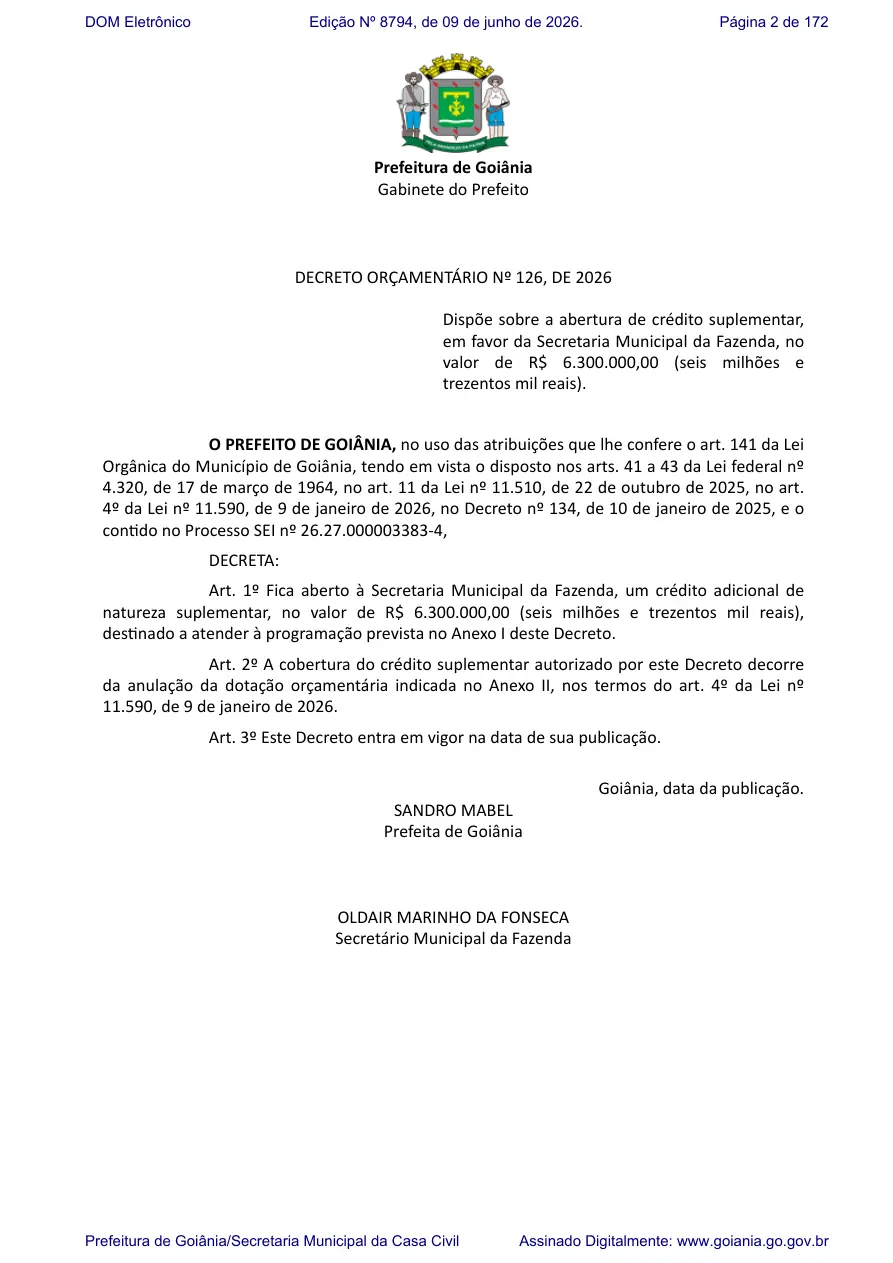 DOM Eletrônico Edição Nº 8794, de 09 de junho de 2026. Página 2 de 172
PELA GRANDEZA DA PÁTRIA
Prefeitura de Goiânia
Gabinete do Prefeito
DECRETO ORÇAMENTÁRIO Nº 126, DE 2026
Dispõe sobre a abertura de crédito suplementar,
em favor da Secretaria Municipal da Fazenda, no
valor de R$ 6.300.000,00 (seis milhões e
trezentos mil reais).
O PREFEITO DE GOIÂNIA, no uso das atribuições que lhe confere o art. 141 da Lei
Orgânica do Município de Goiânia, tendo em vista o disposto nos arts. 41 a 43 da Lei federal nº
4.320, de 17 de março de 1964, no art. 11 da Lei nº 11.510, de 22 de outubro de 2025, no art.
4º da Lei nº 11.590, de 9 de janeiro de 2026, no Decreto nº 134, de 10 de janeiro de 2025, e o
contido no Processo SEI nº 26.27.000003383-4,
DECRETA:
Art. 1º Fica aberto à Secretaria Municipal da Fazenda, um crédito adicional de
natureza suplementar, no valor de R$ 6.300.000,00 (seis milhões e trezentos mil reais),
destinado a atender à programação prevista no Anexo I deste Decreto.
Art. 2º A cobertura do crédito suplementar autorizado por este Decreto decorre
da anulação da dotação orçamentária indicada no Anexo II, nos termos do art. 4º da Lei nº
11.590, de 9 de janeiro de 2026.
Art. 3º Este Decreto entra em vigor na data de sua publicação.
Goiânia, data da publicação.
SANDRO MABEL
Prefeita de Goiânia
OLDAIR MARINHO DA FONSECA
Secretário Municipal da Fazenda
Prefeitura de Goiânia/Secretaria Municipal da Casa Civil Assinado Digitalmente: www.goiania.go.gov.br